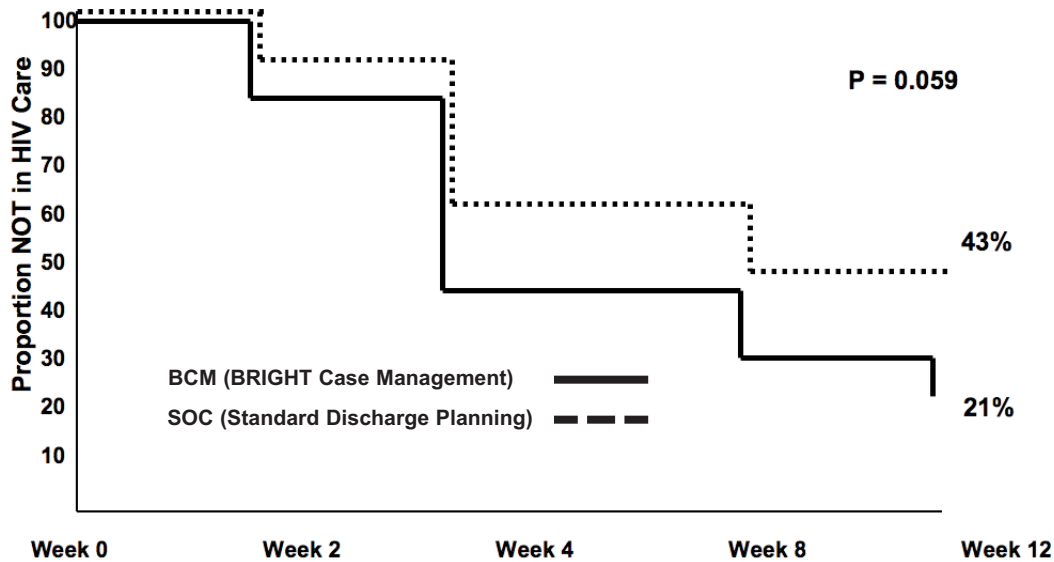 Proportion NOT in HIV Care
100
90
80
70
60
50
40
30
20
10
P = 0.059
43%
21%
BCM (BRIGHT Case Management)
SOC (Standard Discharge Planning)
Week 0 Week 2 Week 4 Week 8 Week 12